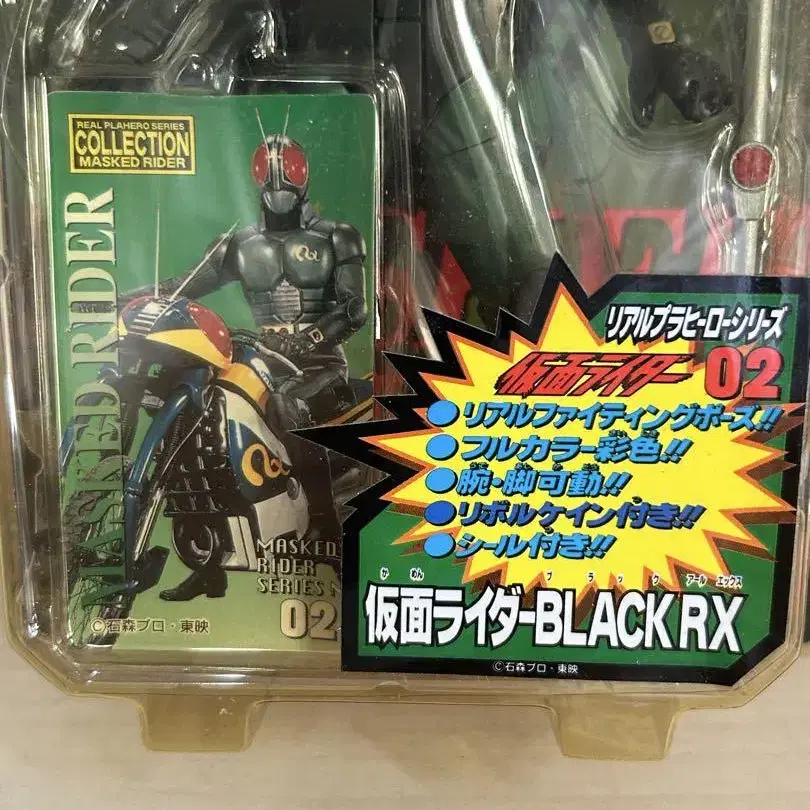 REAL PLAHERO SERIES
COLLECTION
MASKED RIDER
MASKED RIDER
MASKED
RIDER
SERIES
02
©石森プロ・東映
リアルプラヒーローシリーズ
仮面ライダー 02
リアルファイティングポーズ!!
フルカラー彩色!!
腕・脚可動!!
リボルケイン付き!!
シール付き!!
仮面ライダーBLACK RX
かめん ブラック アールエックス
©石森プロ・東映